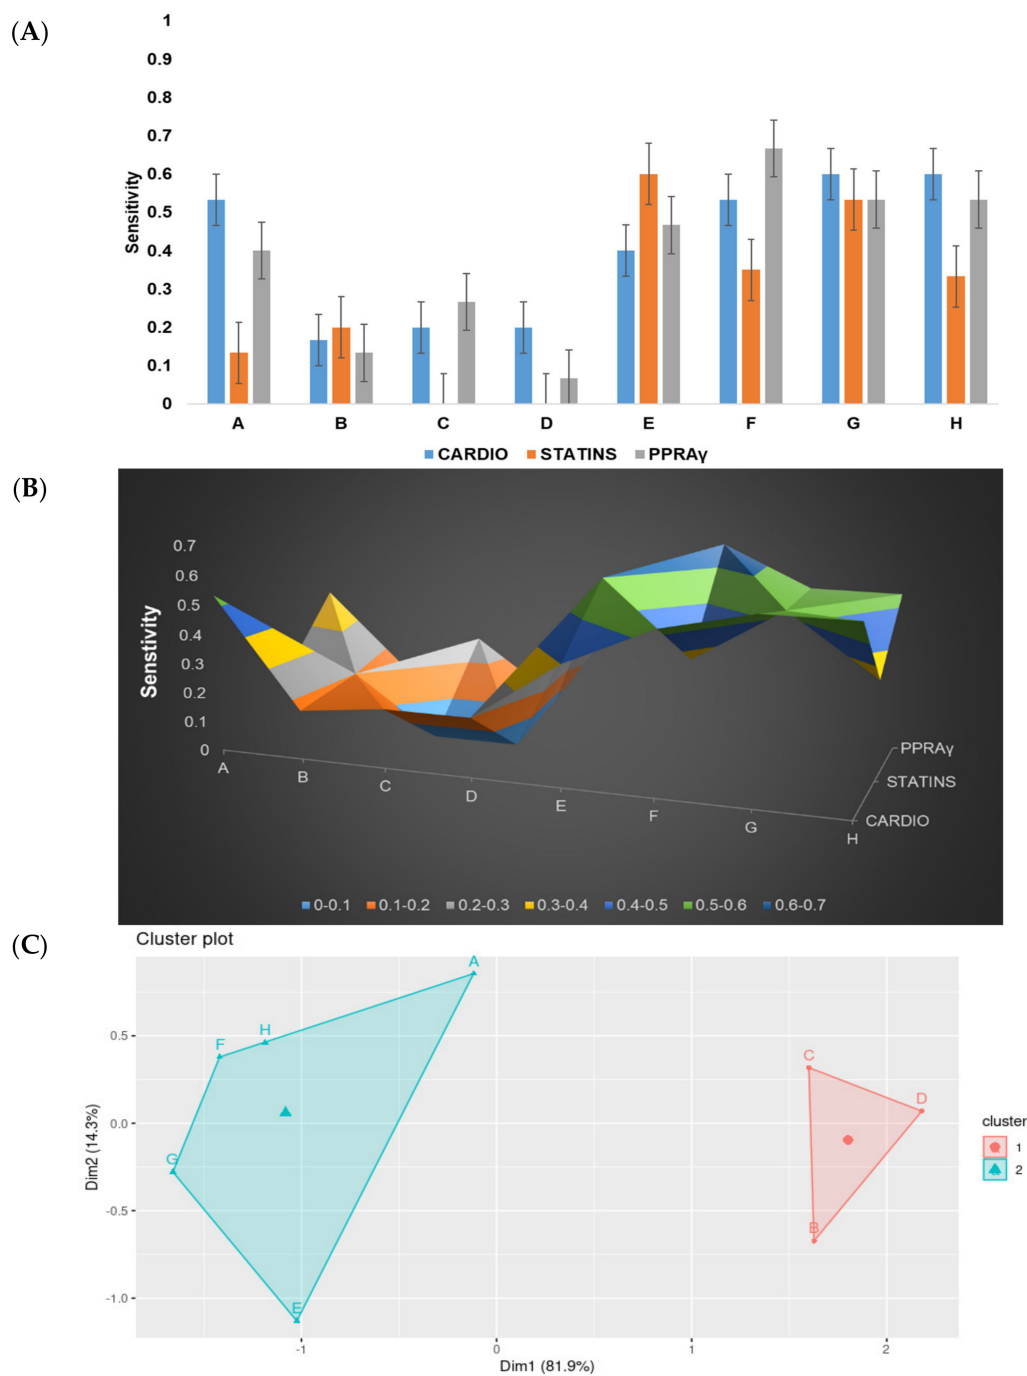 (A)
1
0.9
0.8
0.7
0.6
0.5
0.4
0.3
0.2
0.1
0
Sensitivity
A B C D E F G H
CARDIO STATINS PPRAγ
(B)
0.7
0.6
0.5
0.4
0.3
0.2
0.1
0
Senstivity
A B C D E F G H
PPRAγ
STATINS
CARDIO
0-0.1 0.1-0.2 0.2-0.3 0.3-0.4 0.4-0.5 0.5-0.6 0.6-0.7
(C)
Cluster plot
A
H
F
C
D
G
B
E
0.5
0.0
-0.5
-1.0
Dim2 (14.3%)
-1 0 1 2
Dim1 (81.9%)
cluster
1
2